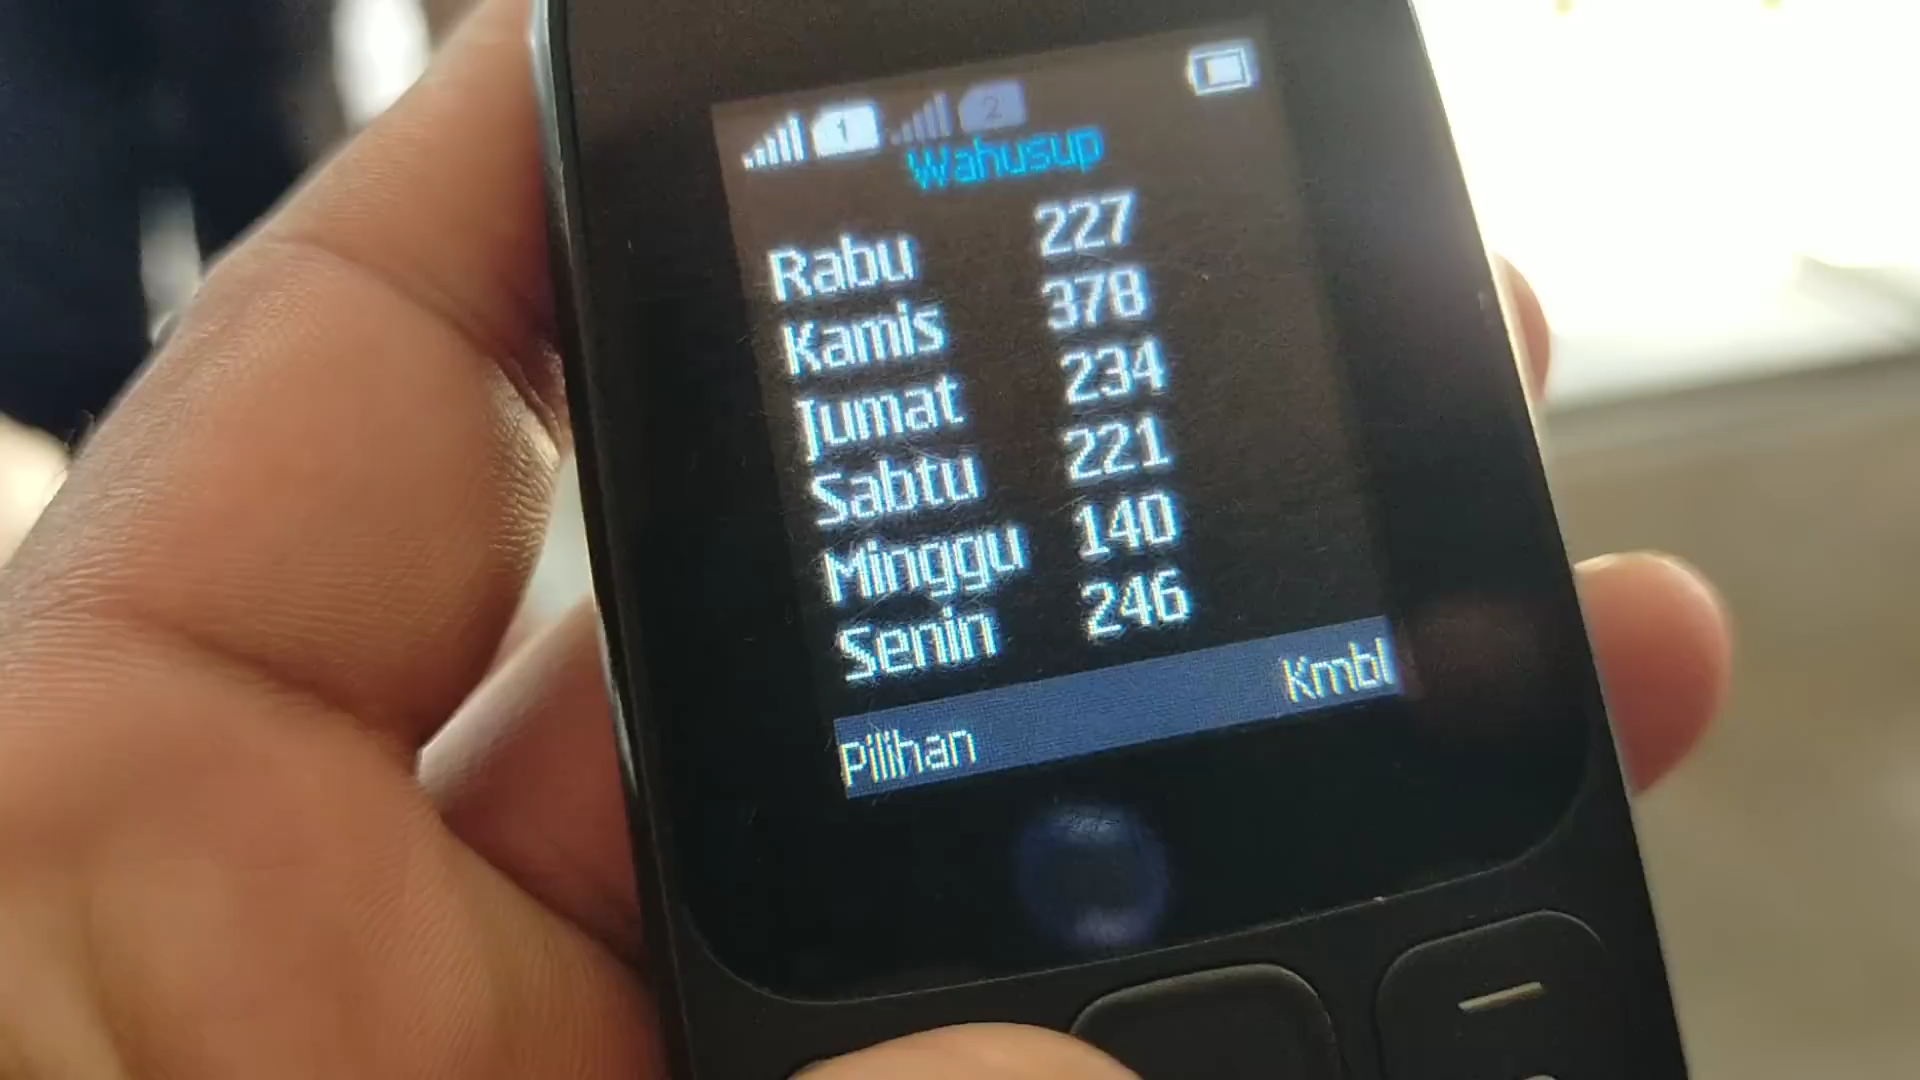 1 2
Wahusup
Rabu 227
Kamis 378
Jumat 234
Sabtu 221
Minggu 140
Senin 246
Pilihan Kmbl